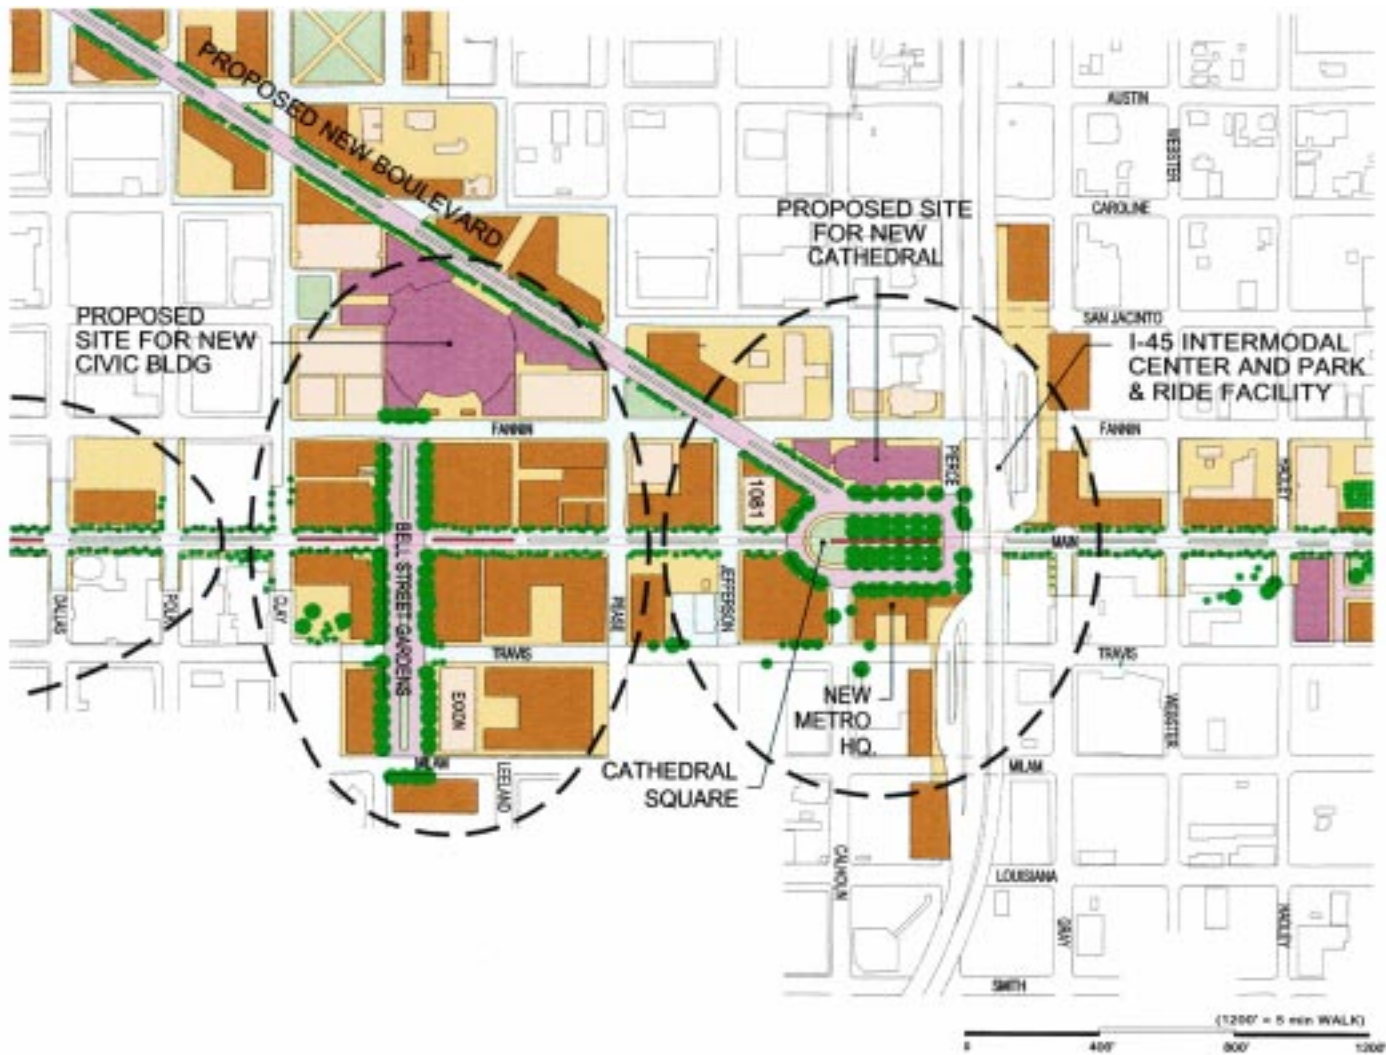 PROPOSED NEW BOULEVARD
AUSTIN
WEBSTER
CAROLINE
PROPOSED SITE
FOR NEW
CATHEDRAL
PROPOSED
SITE FOR NEW
CIVIC BLDG
SAN JACINTO
I-45 INTERMODAL
CENTER AND PARK
& RIDE FACILITY
FANNIN
FANNIN
PIERCE
HADLEY
1081
BELL STREET GARDENS
MAIN
DALLAS
POLK
CLAY
PEASE
JEFFERSON
TRAVIS
TRAVIS
EXXON
NEW
METRO
HQ.
WEBSTER
MILAM
LEELAND
CATHEDRAL
SQUARE
MILAM
CALHOUN
LOUISIANA
GRAY
HADLEY
SMITH
(1200' = 5 min WALK)
0 400' 800' 1200'